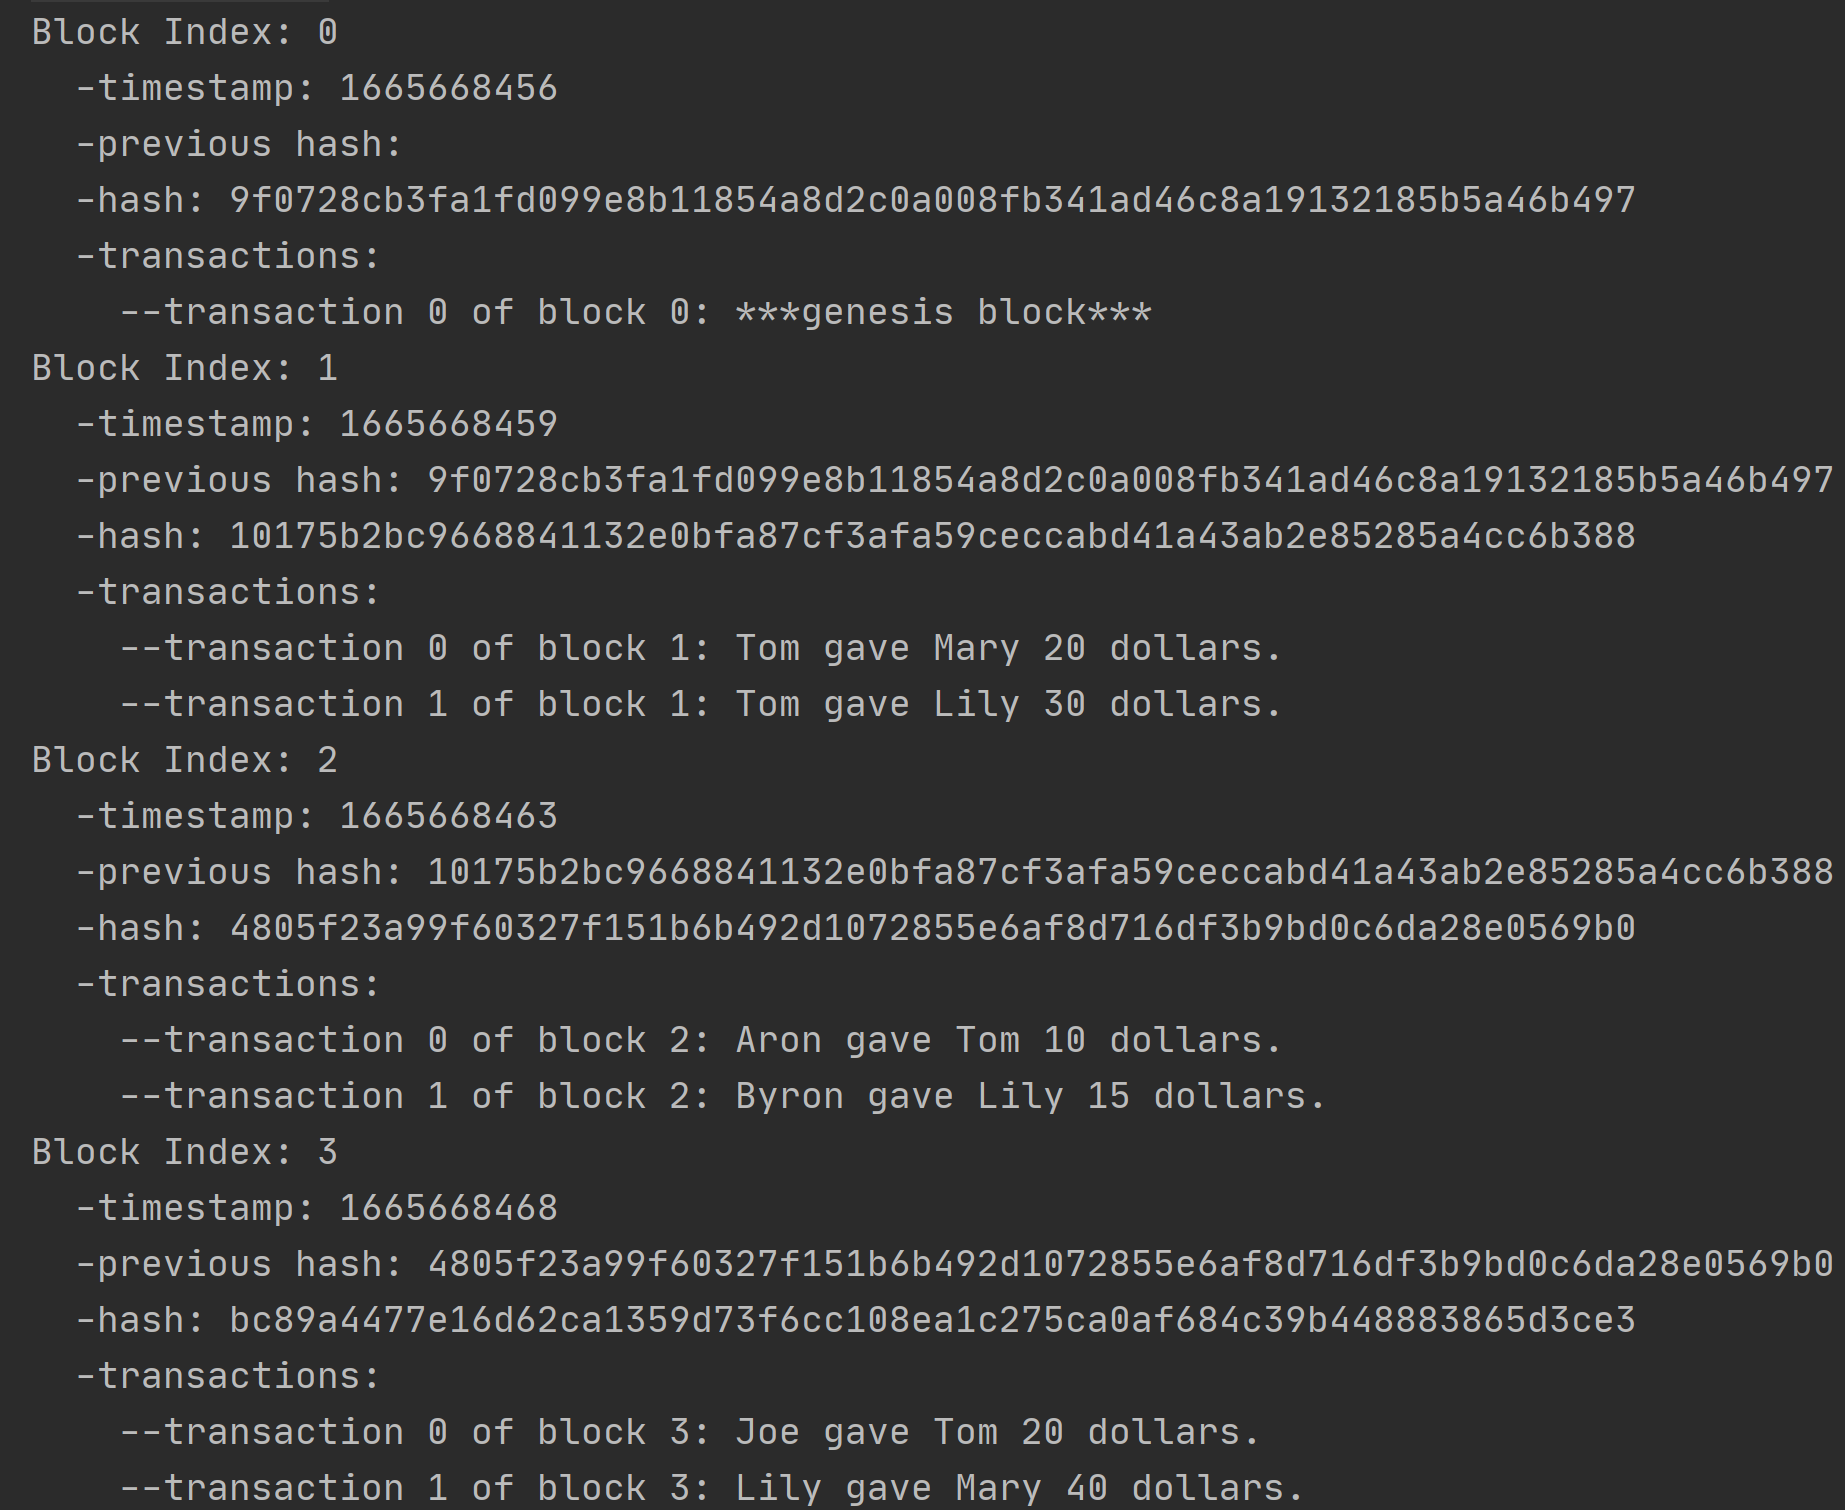 Block Index: 0
-timestamp: 1665668456
-previous hash:
-hash: 9f0728cb3fa1fd099e8b11854a8d2c0a008fb341ad46c8a19132185b5a46b497
-transactions:
--transaction 0 of block 0: ***genesis block***
Block Index: 1
-timestamp: 1665668459
-previous hash: 9f0728cb3fa1fd099e8b11854a8d2c0a008fb341ad46c8a19132185b5a46b497
-hash: 10175b2bc9668841132e0bfa87cf3afa59ceccabd41a43ab2e85285a4cc6b388
-transactions:
--transaction 0 of block 1: Tom gave Mary 20 dollars.
--transaction 1 of block 1: Tom gave Lily 30 dollars.
Block Index: 2
-timestamp: 1665668463
-previous hash: 10175b2bc9668841132e0bfa87cf3afa59ceccabd41a43ab2e85285a4cc6b388
-hash: 4805f23a99f60327f151b6b492d1072855e6af8d716df3b9bd0c6da28e0569b0
-transactions:
--transaction 0 of block 2: Aron gave Tom 10 dollars.
--transaction 1 of block 2: Byron gave Lily 15 dollars.
Block Index: 3
-timestamp: 1665668468
-previous hash: 4805f23a99f60327f151b6b492d1072855e6af8d716df3b9bd0c6da28e0569b0
-hash: bc89a4477e16d62ca1359d73f6cc108ea1c275ca0af684c39b448883865d3ce3
-transactions:
--transaction 0 of block 3: Joe gave Tom 20 dollars.
--transaction 1 of block 3: Lily gave Mary 40 dollars.